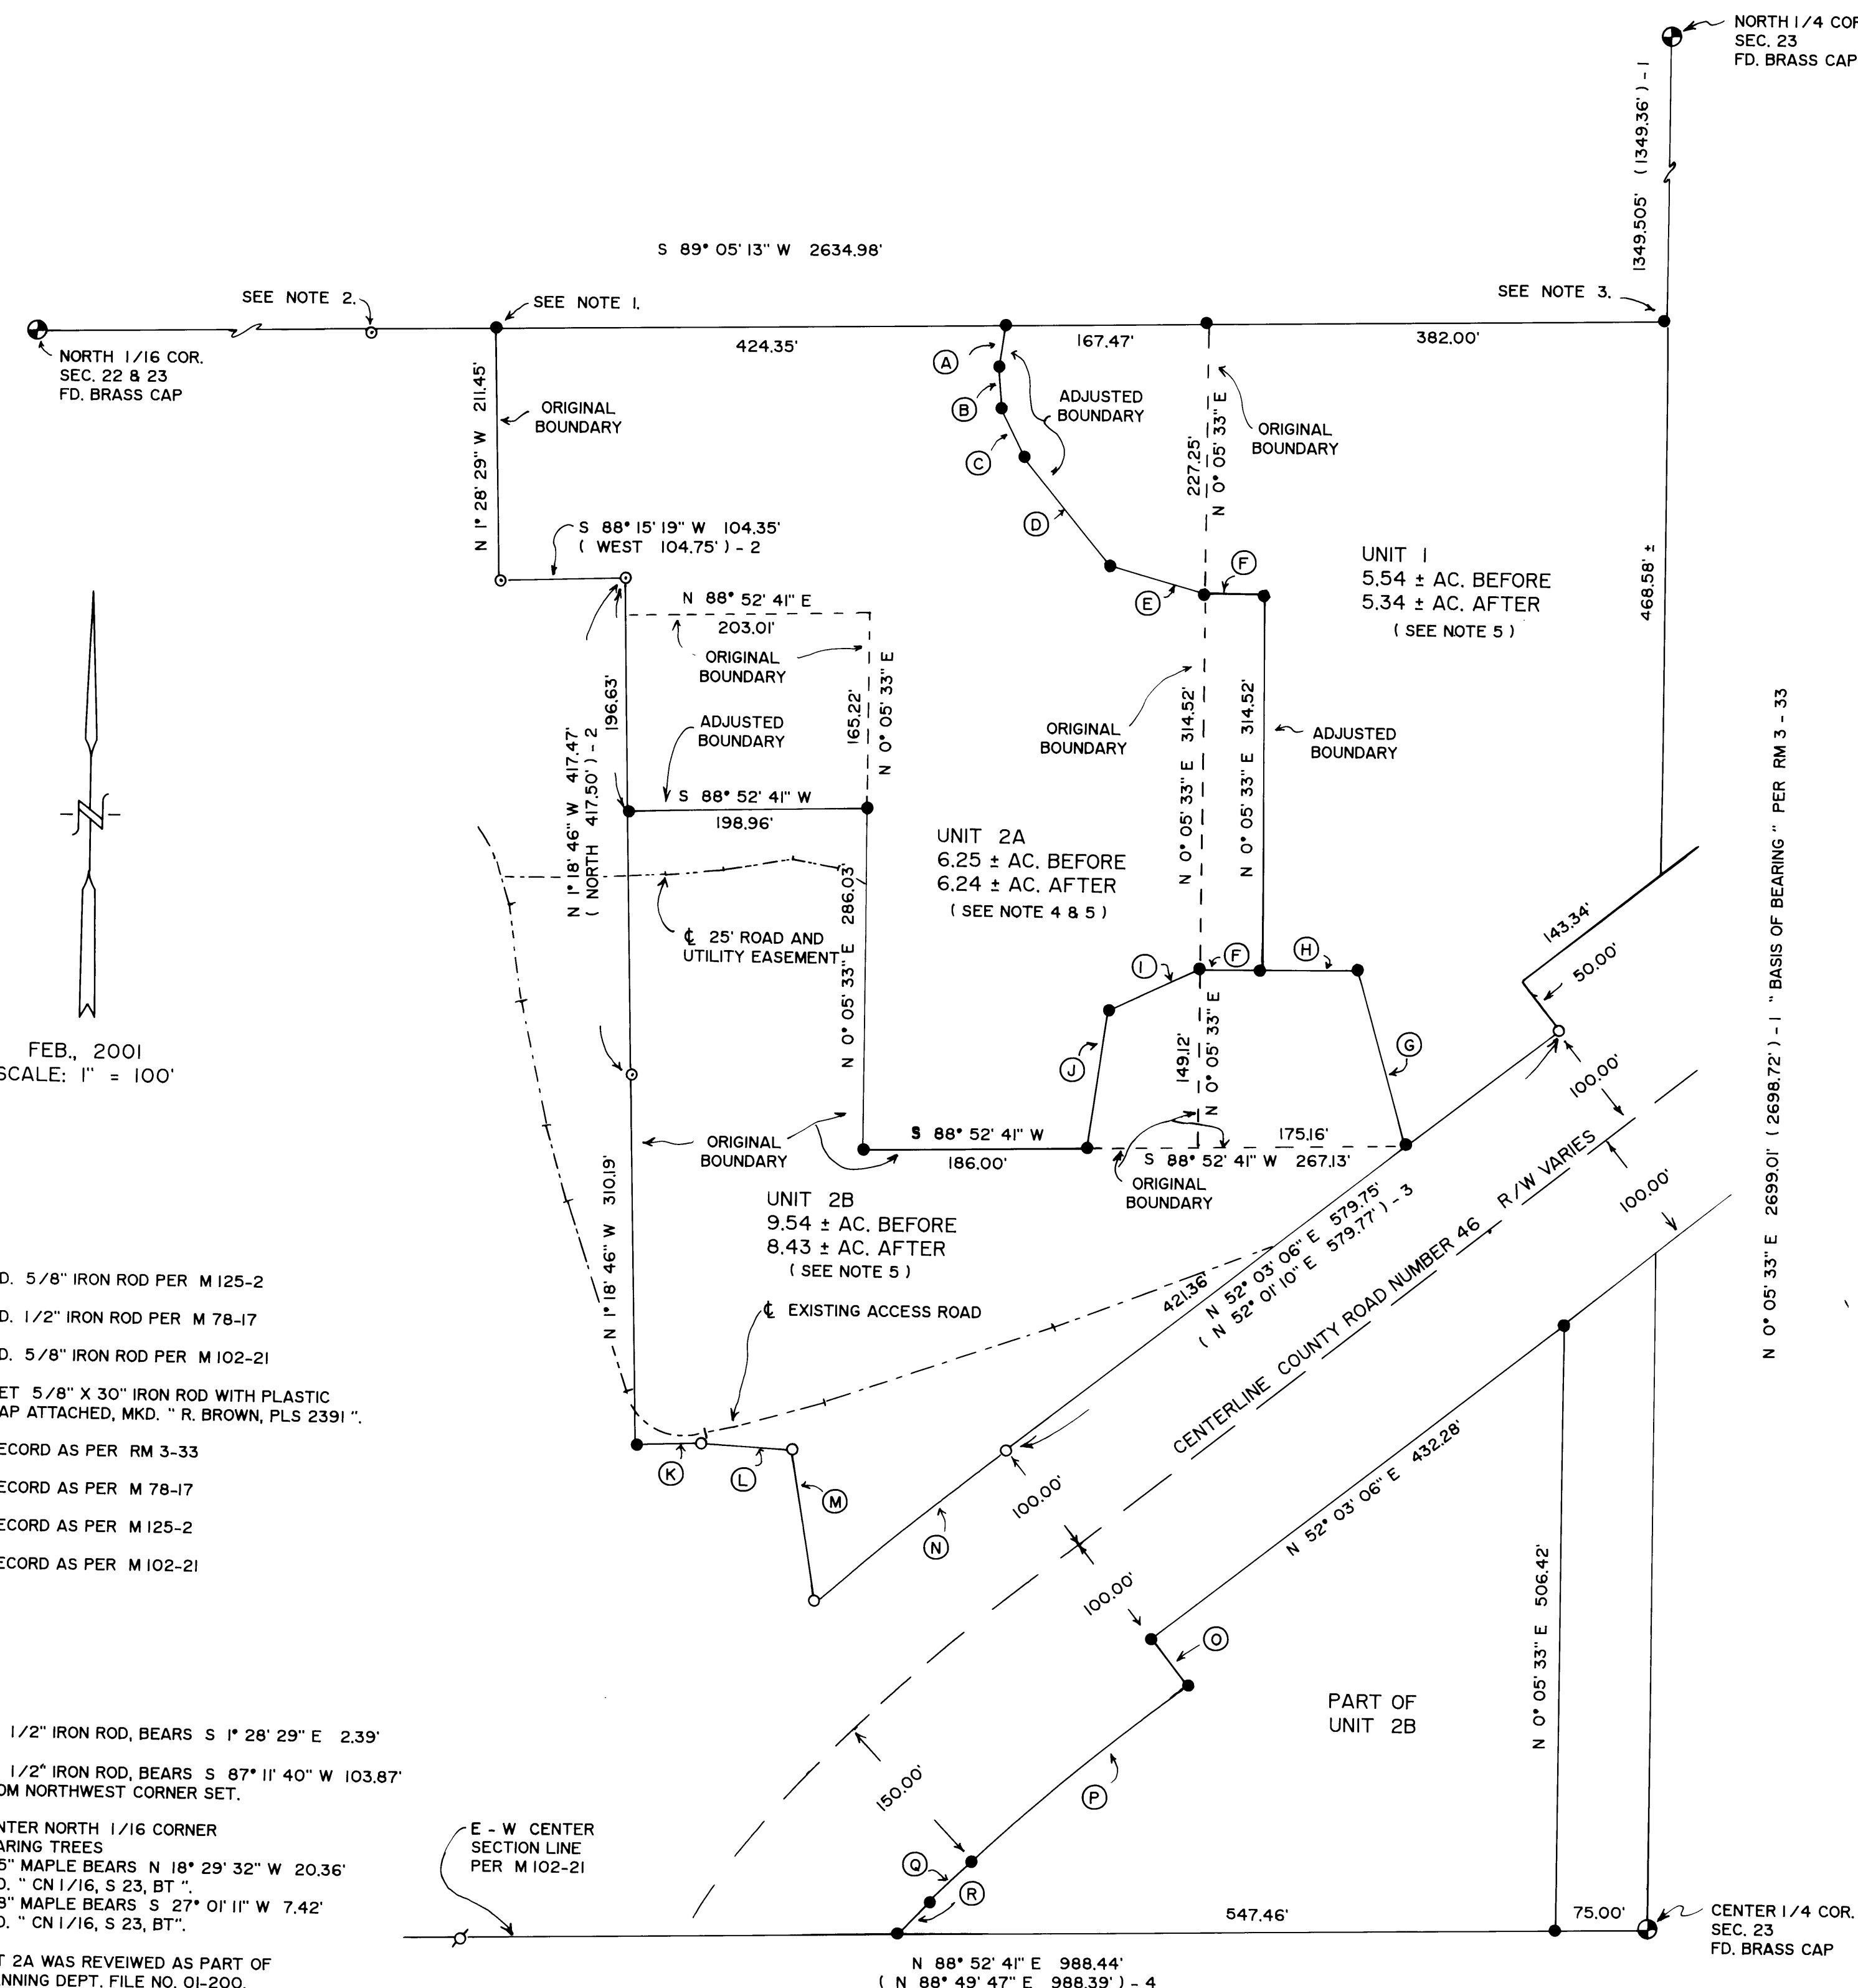 NORTH 1/4 COR
SEC. 23
FD. BRASS CAP
1349.505' (1349.36') - 1
S 89° 05' 13" W 2634.98'
SEE NOTE 2.
SEE NOTE 1.
SEE NOTE 3.
NORTH 1/16 COR.
SEC. 22 & 23
FD. BRASS CAP
424.35'
167.47'
382.00'
N 1° 28' 29" W 211.45'
ORIGINAL
BOUNDARY
A
B
C
D
ADJUSTED
BOUNDARY
227.25'
N 0° 05' 33" E
ORIGINAL
BOUNDARY
S 88° 15' 19" W 104.35'
( WEST 104.75' ) - 2
E
F
UNIT 1
5.54 ± AC. BEFORE
5.34 ± AC. AFTER
( SEE NOTE 5 )
468.58' ±
N 88° 52' 41" E
203.01'
ORIGINAL
BOUNDARY
165.22'
N 0° 05' 33" E
196.63'
N 1° 18' 46" W 417.47'
( NORTH 417.50' ) - 2
ADJUSTED
BOUNDARY
S 88° 52' 41" W
198.96'
ORIGINAL
BOUNDARY
N 0° 05' 33" E 314.52'
N 0° 05' 33" E 314.52'
ADJUSTED
BOUNDARY
UNIT 2A
6.25 ± AC. BEFORE
6.24 ± AC. AFTER
( SEE NOTE 4 & 5 )
N 0° 05' 33" E 2699.01' ( 2698.72' ) - 1 " BASIS OF BEARING " PER RM 3 - 33
℄ 25' ROAD AND
UTILITY EASEMENT
N 0° 05' 33" E 286.03'
143.34'
50.00'
I
F
H
J
G
149.12'
N 0° 05' 33" E
100.00'
FEB., 2001
SCALE: 1" = 100'
N
ORIGINAL
BOUNDARY
S 88° 52' 41" W
186.00'
175.16'
S 88° 52' 41" W 267.13'
ORIGINAL
BOUNDARY
100.00'
UNIT 2B
9.54 ± AC. BEFORE
8.43 ± AC. AFTER
( SEE NOTE 5 )
N 1° 18' 46" W 310.19'
℄ EXISTING ACCESS ROAD
421.36'
N 52° 03' 06" E 579.75'
( N 52° 01' 10" E 579.77' ) - 3
CENTERLINE COUNTY ROAD NUMBER 46 R/W VARIES
D. 5/8" IRON ROD PER M 125-2
D. 1/2" IRON ROD PER M 78-17
D. 5/8" IRON ROD PER M 102-21
ET 5/8" X 30" IRON ROD WITH PLASTIC
AP ATTACHED, MKD. " R. BROWN, PLS 2391 ".
ECORD AS PER RM 3-33
ECORD AS PER M 78-17
ECORD AS PER M 125-2
ECORD AS PER M 102-21
K
L
M
N
100.00'
100.00'
N 52° 03' 06" E 432.28'
O
N 0° 05' 33" E 506.42'
PART OF
UNIT 2B
150.00'
P
Q
R
1/2" IRON ROD, BEARS S 1° 28' 29" E 2.39'
1/2" IRON ROD, BEARS S 87° 11' 40" W 103.87'
OM NORTHWEST CORNER SET.
NTER NORTH 1/16 CORNER
ARING TREES
5" MAPLE BEARS N 18° 29' 32" W 20.36'
D. " CN 1/16, S 23, BT ".
8" MAPLE BEARS S 27° 01' 11" W 7.42'
D. " CN 1/16, S 23, BT".
T 2A WAS REVEIWED AS PART OF
NNING DEPT. FILE NO. 01-200.
E - W CENTER
SECTION LINE
PER M 102-21
547.46'
75.00'
CENTER 1/4 COR.
SEC. 23
FD. BRASS CAP
N 88° 52' 41" E 988.44'
( N 88° 49' 47" E 988.39' ) - 4